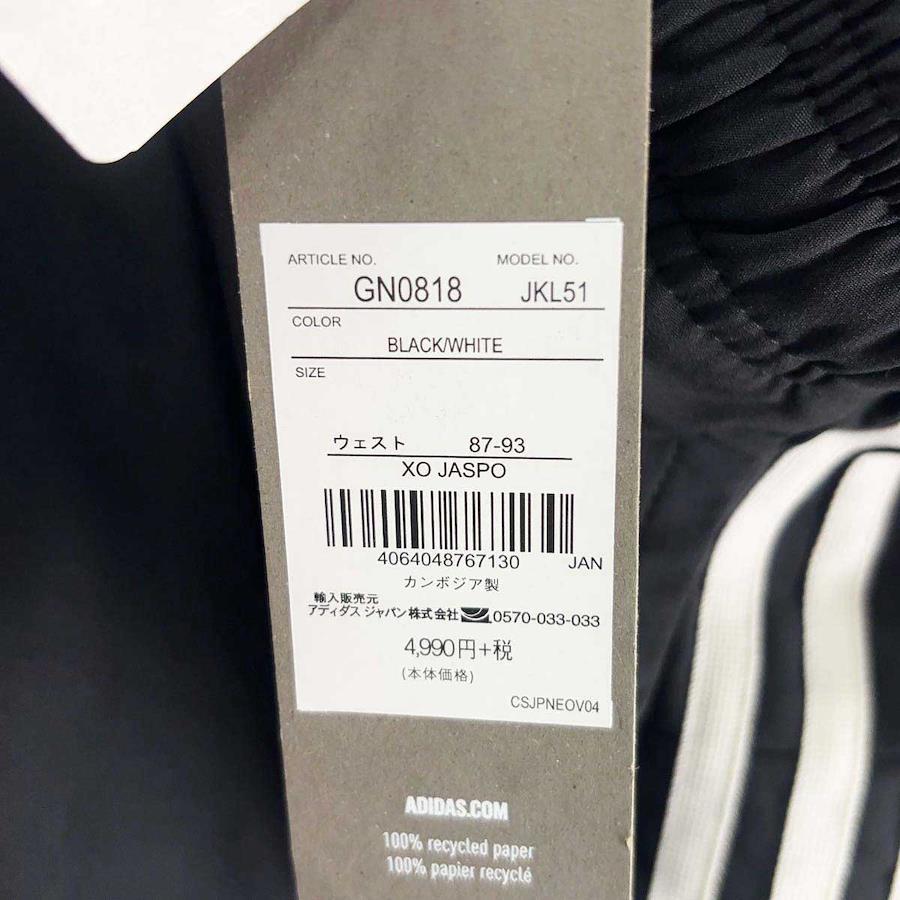 ARTICLE NO. MODEL NO.
GN0818 JKL51
COLOR
BLACK/WHITE
SIZE
ウェスト 87-93
XO JASPO
4064048767130 JAN
カンボジア製
輸入販売元
アディダス ジャパン株式会社 0570-033-033
4,990円+税
(本体価格)
CSJPNEOV04
ADIDAS.COM
100% recycled paper
100% papier recyclé